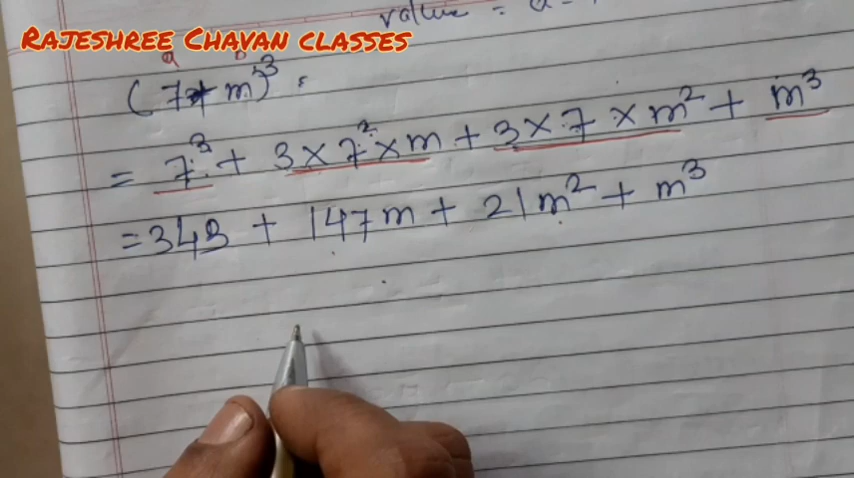 value = a
Rajeshree Chavan classes
a b
(7+m)³ =
= 7³ + 3×7²×m + 3×7×m² + m³
=343 + 147m + 21m² + m³